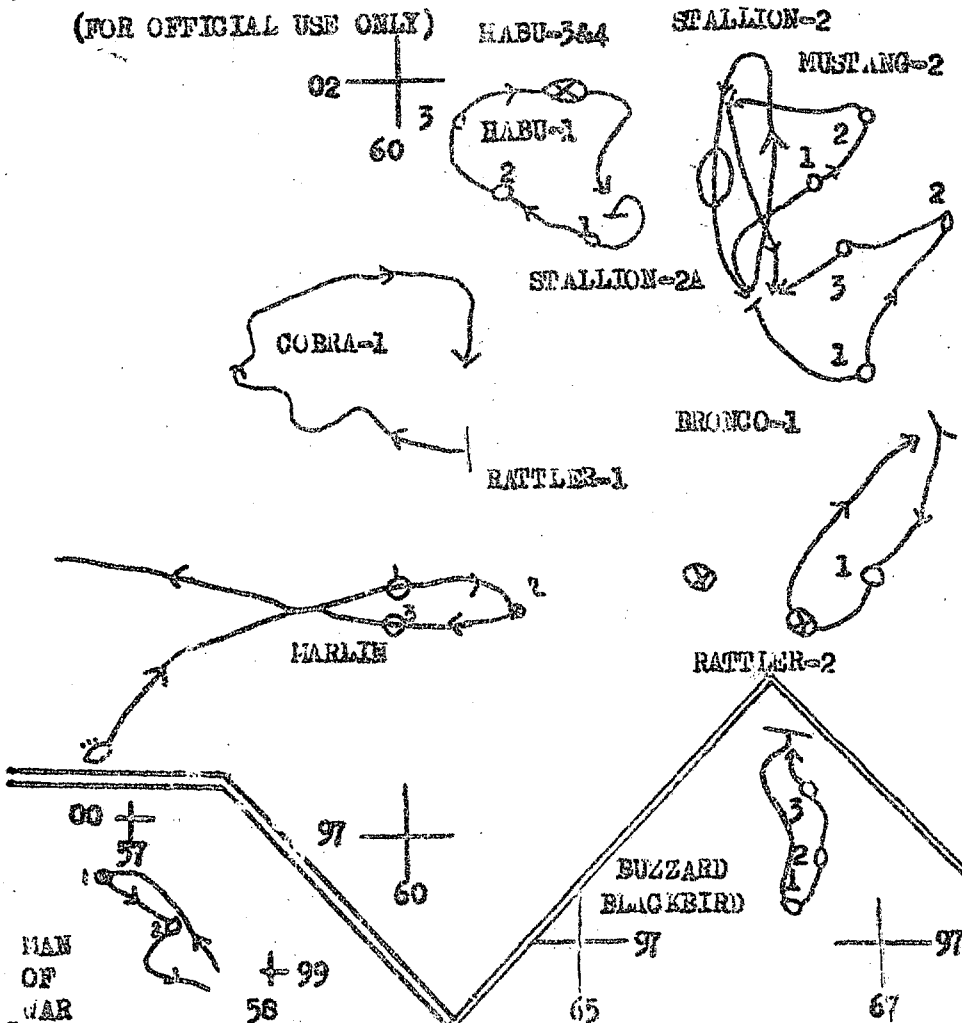 (FOR OFFICIAL USE ONLY)
HABU-3&4
STALLION-2
MUSTANG-2
02
60
3
HABU-1
2
1
1
2
STALLION-2A
2
3
1
COBRA-1
RATTLER-1
BRONCO-1
1
1
2
3
MARLIN
RATTLER-2
00
57
97
60
3
2
1
BUZZARD
BLACKBIRD
97
65
97
67
1
2
MAN
OF
WAR
99
58